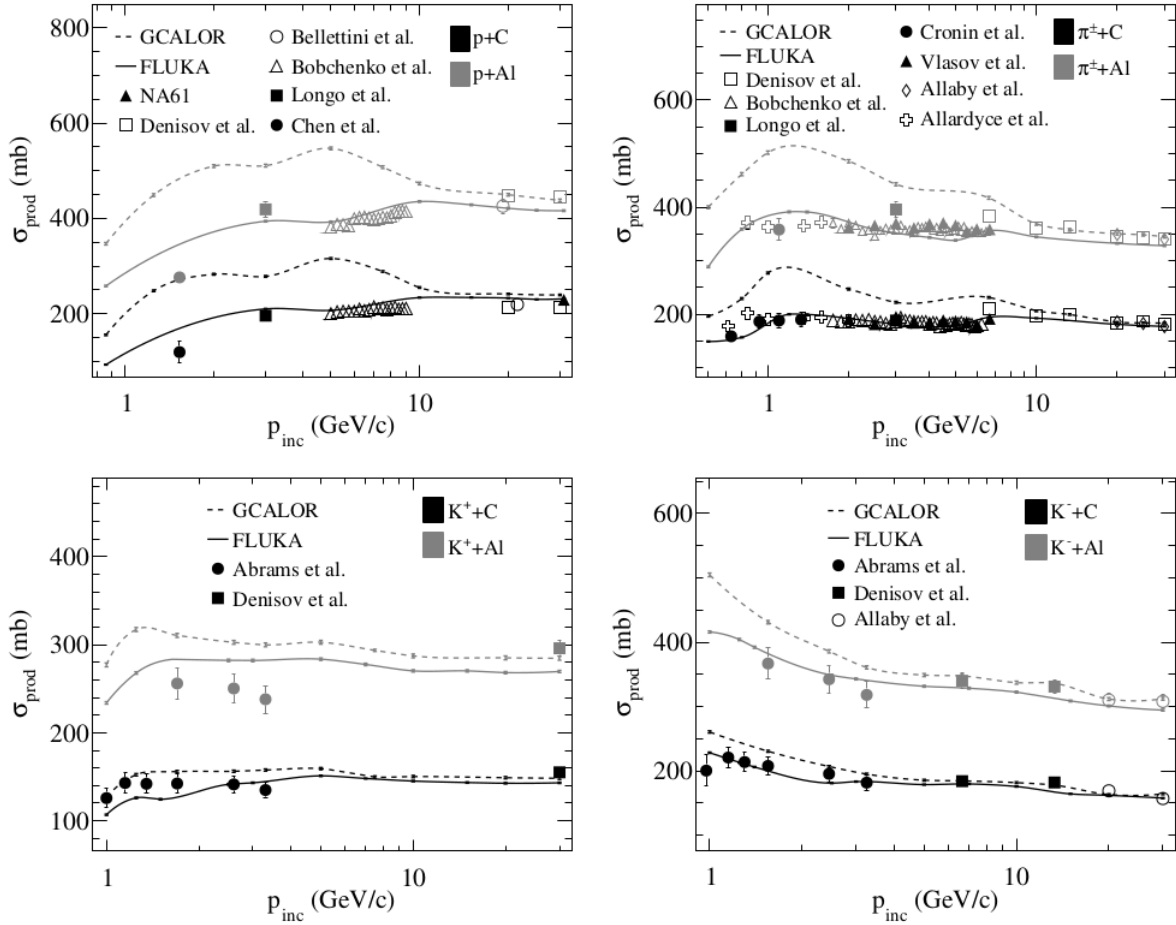 800
600
400
200
σprod (mb)
GCALOR
FLUKA
NA61
Denisov et al.
Bellettini et al.
Bobchenko et al.
Longo et al.
Chen et al.
p+C
p+Al
1
10
pinc (GeV/c)
600
400
200
σprod (mb)
GCALOR
FLUKA
Denisov et al.
Bobchenko et al.
Longo et al.
Cronin et al.
Vlasov et al.
Allaby et al.
Allardyce et al.
π±+C
π±+Al
1
10
pinc (GeV/c)
400
300
200
100
σprod (mb)
GCALOR
FLUKA
Abrams et al.
Denisov et al.
K++C
K++Al
1
10
pinc (GeV/c)
600
400
200
σprod (mb)
GCALOR
FLUKA
Abrams et al.
Denisov et al.
Allaby et al.
K-+C
K-+Al
1
10
pinc (GeV/c)